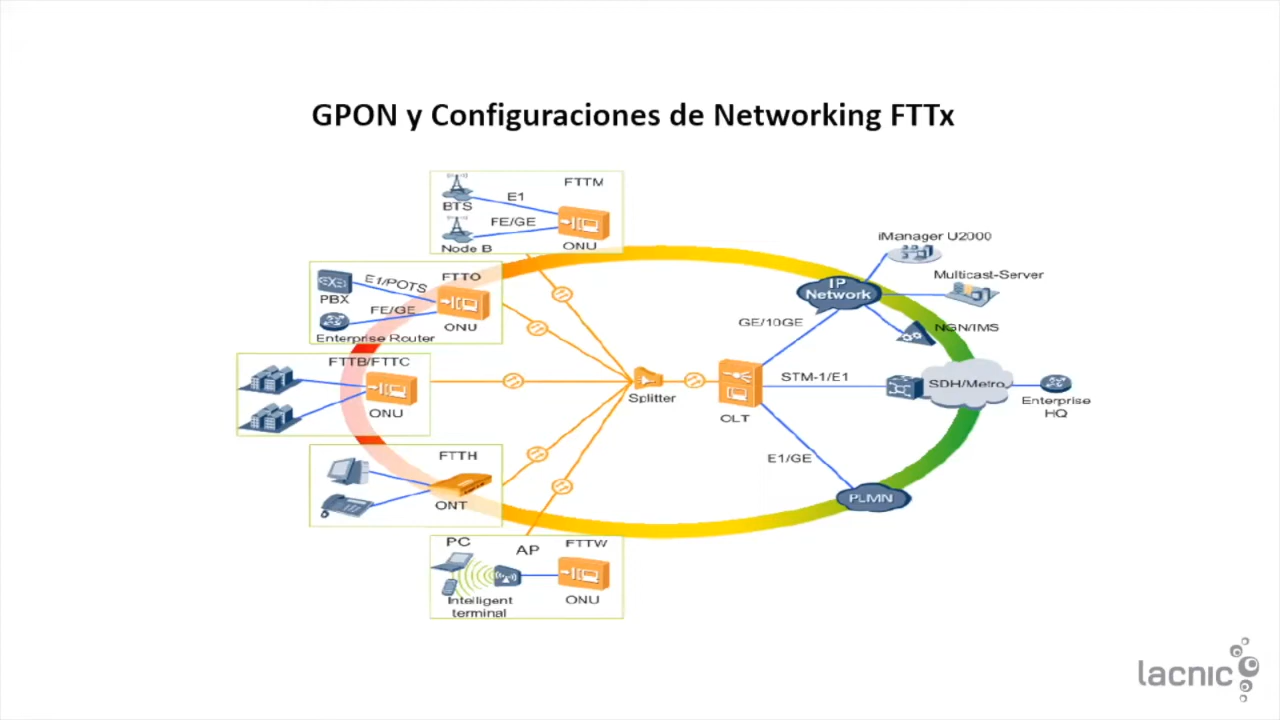 GPON y Configuraciones de Networking FTTx
FTTM
BTS
E1
FE/GE
Node B
ONU
FTTO
PBX
E1/POTS
FE/GE
ONU
Enterprise Router
FTTB/FTTC
ONU
FTTH
ONT
PC
AP
FTTW
Intelligent
terminal
ONU
Splitter
OLT
GE/10GE
STM-1/E1
E1/GE
IP
Network
iManager U2000
Multicast-Server
NGN/IMS
SDH/Metro
Enterprise
HQ
PLMN
lacnic